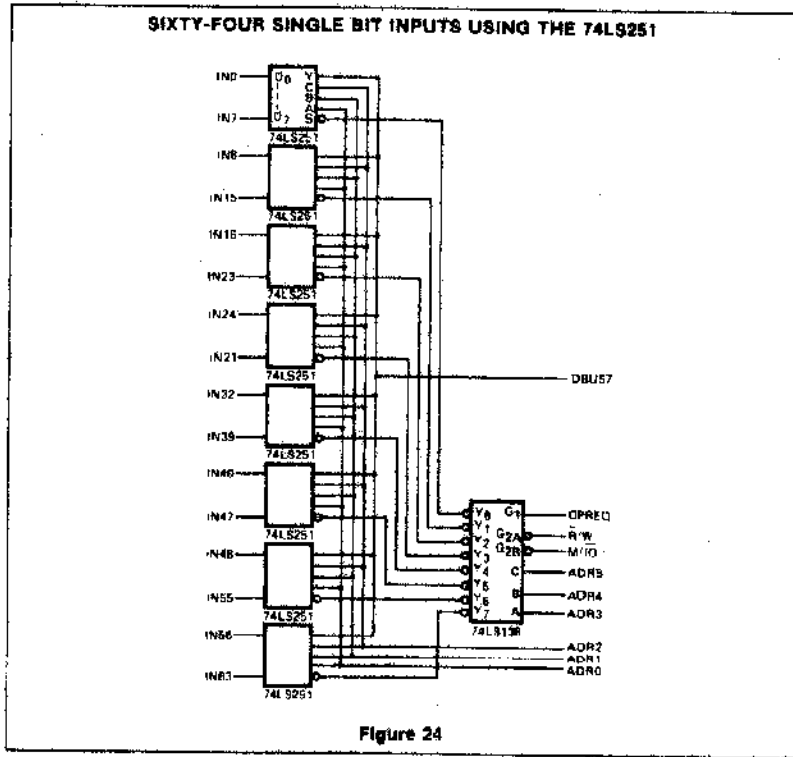 SIXTY-FOUR SINGLE BIT INPUTS USING THE 74LS251
IN0
D0 Y
C
B
A
IN7 D7 S
74LS251
IN8
IN15
74LS251
IN16
IN23
74LS251
IN24
IN21
74LS251
DBUS7
IN32
IN39
74LS251
IN40
IN47
74LS251
IN48
IN55
74LS251
IN56
IN63
74LS251
Y0 G1 OPREQ
Y1 G2A R/W
Y2 G2B M/IO
Y3
Y4 C ADR5
Y5 B ADR4
Y6
Y7 A ADR3
74LS138
ADR2
ADR1
ADR0
Figure 24